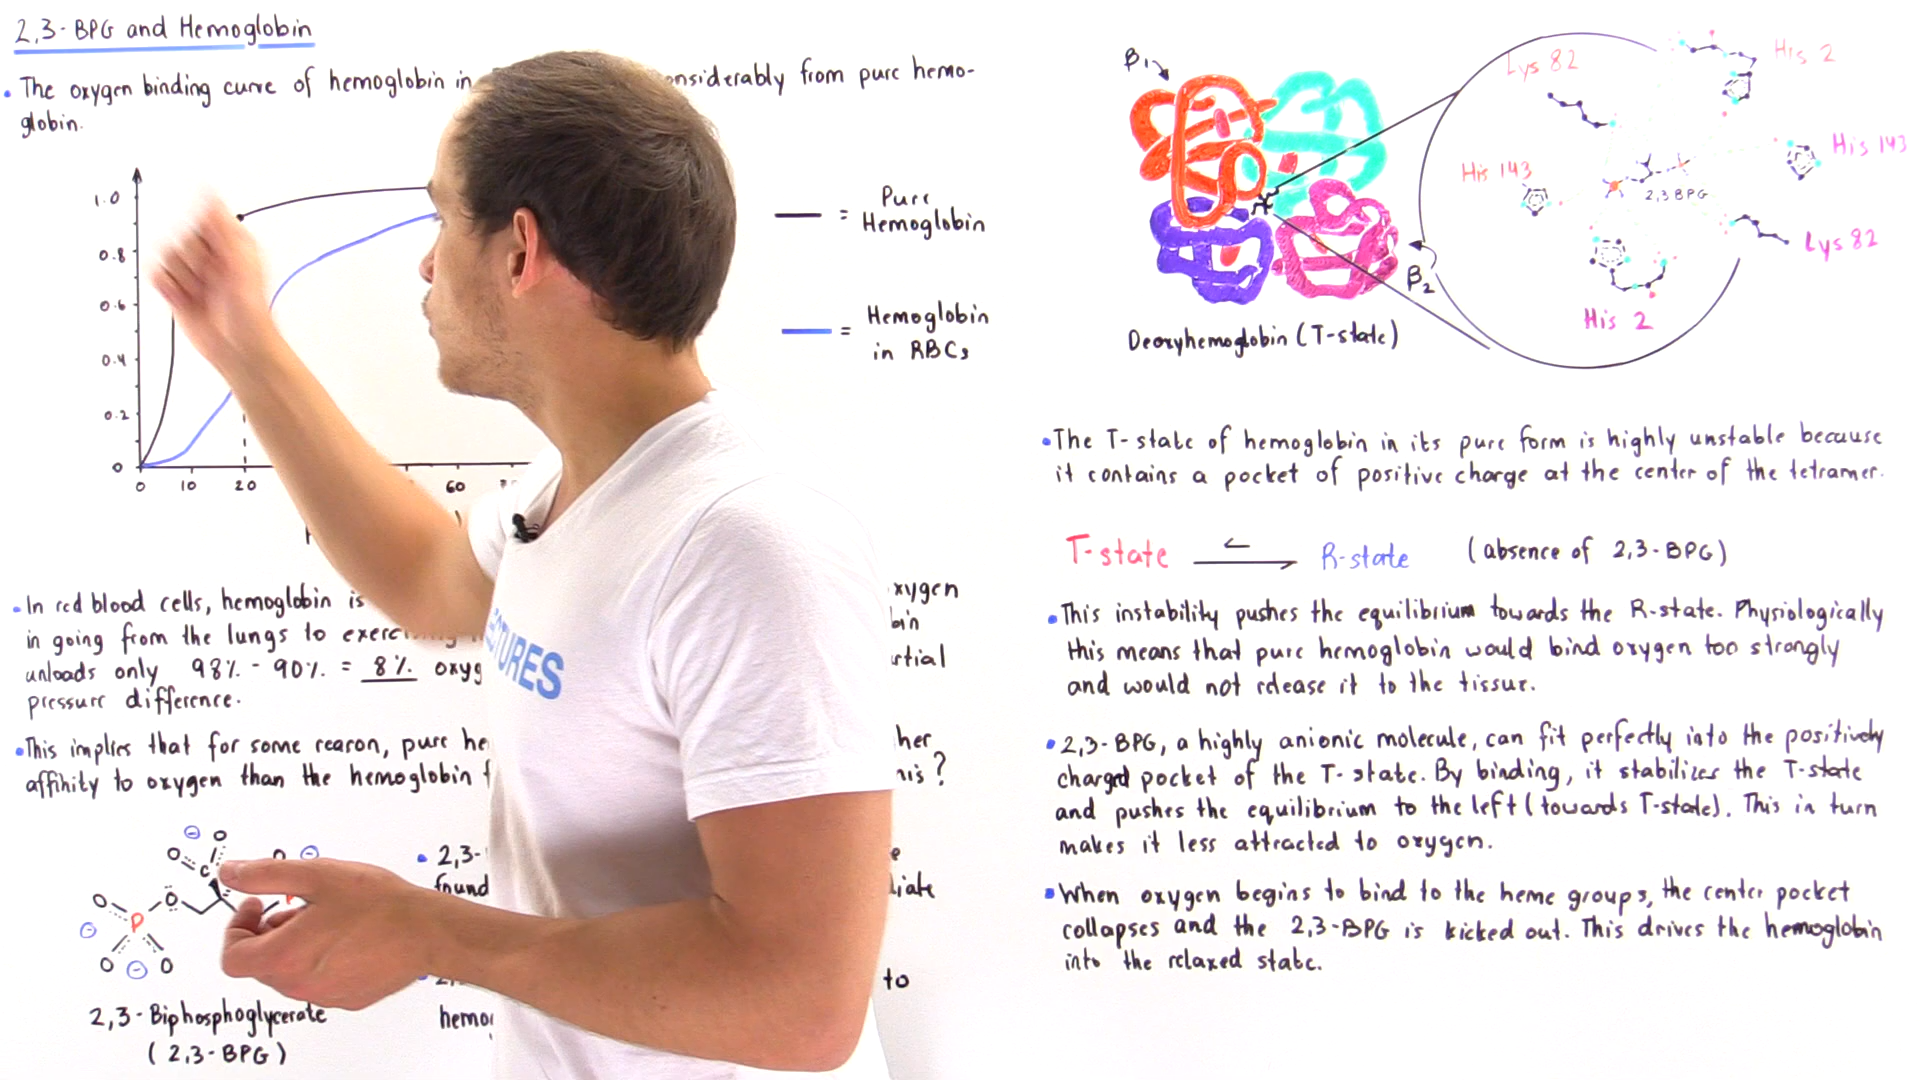 2,3-BPG and Hemoglobin
• The oxygen binding curve of hemoglobin in considerably from pure hemo-
globin.
1.0
0.8
0.6
0.4
0.2
0
0 10 20 60
— = Pure
Hemoglobin
— = Hemoglobin
in RBCs
• In red blood cells, hemoglobin is oxygen
in going from the lungs to
unloads only 98% - 90% = 8%
pressure difference.
• This implies that for some reason, pure
affinity to oxygen than the hemoglobin
?
⊖ O
O C O ⊖
O O
⊖ P
O ⊖ O
2,3-Biphosphoglycerate
(2,3-BPG)
• 2,3-
found
to
LECTURES
β1
β2
Deoxyhemoglobin (T-state)
Lys 82
His 2
His 143
His 143
2,3 BPG
Lys 82
His 2
• The T-state of hemoglobin in its pure form is highly unstable because
it contains a pocket of positive charge at the center of the tetramer.
T-state ⇌ R-state (absence of 2,3-BPG)
• This instability pushes the equilibrium towards the R-state. Physiologically
this means that pure hemoglobin would bind oxygen too strongly
and would not release it to the tissue.
• 2,3-BPG, a highly anionic molecule, can fit perfectly into the positively
charged pocket of the T-state. By binding, it stabilizes the T-state
and pushes the equilibrium to the left (towards T-state). This in turn
makes it less attracted to oxygen.
• When oxygen begins to bind to the heme groups, the center pocket
collapses and the 2,3-BPG is kicked out. This drives the hemoglobin
into the relaxed state.